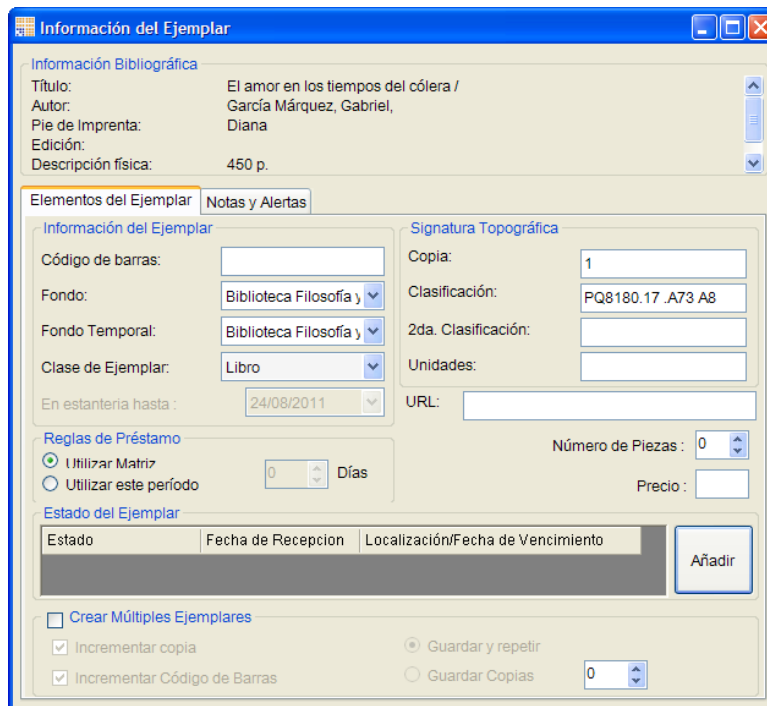 Información del Ejemplar
Información Bibliográfica
Título: El amor en los tiempos del cólera /
Autor: García Márquez, Gabriel,
Pie de Imprenta: Diana
Edición:
Descripción física: 450 p.
Elementos del Ejemplar Notas y Alertas
Información del Ejemplar
Código de barras:
Fondo: Biblioteca Filosofía y
Fondo Temporal: Biblioteca Filosofía y
Clase de Ejemplar: Libro
En estanteria hasta : 24/08/2011
Signatura Topográfica
Copia: 1
Clasificación: PQ8180.17 .A73 A8
2da. Clasificación:
Unidades:
URL:
Reglas de Préstamo
Utilizar Matriz
Utilizar este período
0 Días
Número de Piezas : 0
Precio :
Estado del Ejemplar
Estado Fecha de Recepcion Localización/Fecha de Vencimiento
Añadir
Crear Múltiples Ejemplares
Incrementar copia
Incrementar Código de Barras
Guardar y repetir
Guardar Copias 0